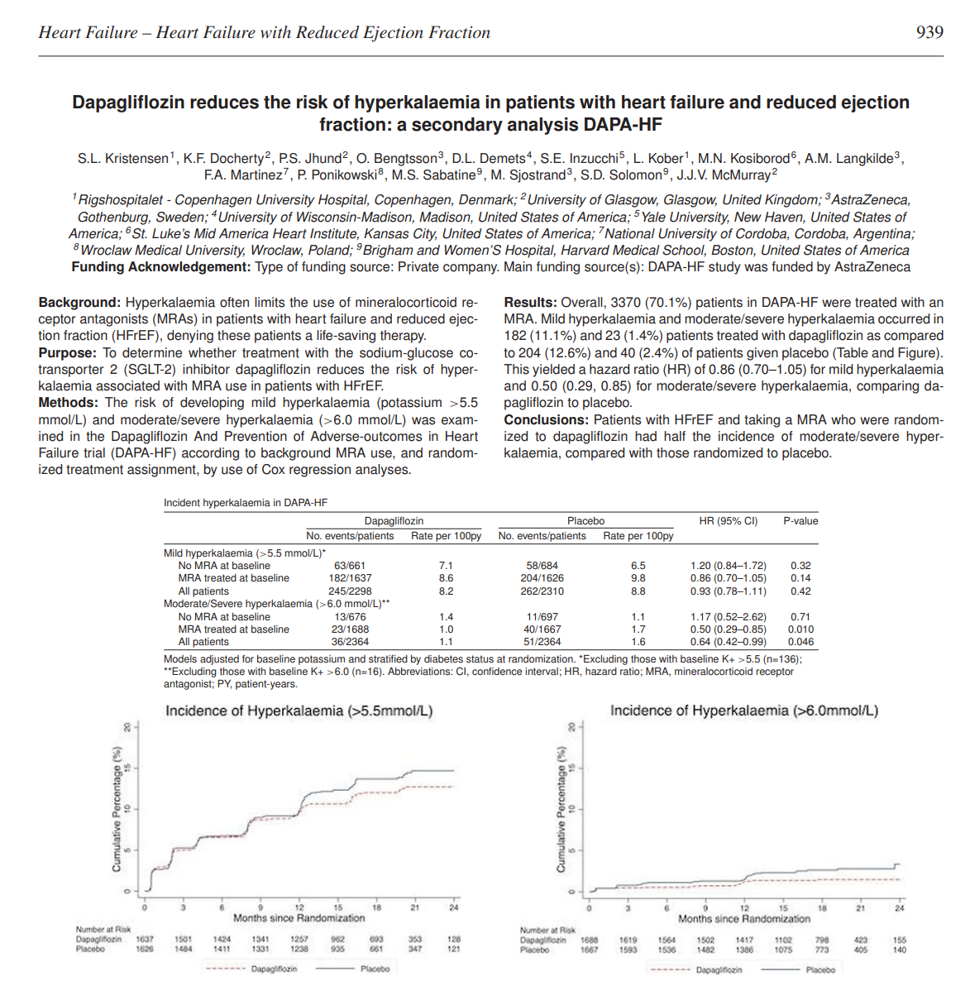 Heart Failure – Heart Failure with Reduced Ejection Fraction 939
Dapagliflozin reduces the risk of hyperkalaemia in patients with heart failure and reduced ejection
fraction: a secondary analysis DAPA-HF
S.L. Kristensen1, K.F. Docherty2, P.S. Jhund2, O. Bengtsson3, D.L. Demets4, S.E. Inzucchi5, L. Kober1, M.N. Kosiborod6, A.M. Langkilde3,
F.A. Martinez7, P. Ponikowski8, M.S. Sabatine9, M. Sjostrand3, S.D. Solomon9, J.J.V. McMurray2
1Rigshospitalet - Copenhagen University Hospital, Copenhagen, Denmark; 2University of Glasgow, Glasgow, United Kingdom; 3AstraZeneca,
Gothenburg, Sweden; 4University of Wisconsin-Madison, Madison, United States of America; 5Yale University, New Haven, United States of
America; 6St. Luke's Mid America Heart Institute, Kansas City, United States of America; 7National University of Cordoba, Cordoba, Argentina;
8Wroclaw Medical University, Wroclaw, Poland; 9Brigham and Women'S Hospital, Harvard Medical School, Boston, United States of America
Funding Acknowledgement: Type of funding source: Private company. Main funding source(s): DAPA-HF study was funded by AstraZeneca
Background: Hyperkalaemia often limits the use of mineralocorticoid re-
ceptor antagonists (MRAs) in patients with heart failure and reduced ejec-
tion fraction (HFrEF), denying these patients a life-saving therapy.
Purpose: To determine whether treatment with the sodium-glucose co-
transporter 2 (SGLT-2) inhibitor dapagliflozin reduces the risk of hyper-
kalaemia associated with MRA use in patients with HFrEF.
Methods: The risk of developing mild hyperkalaemia (potassium >5.5
mmol/L) and moderate/severe hyperkalaemia (>6.0 mmol/L) was exam-
ined in the Dapagliflozin And Prevention of Adverse-outcomes in Heart
Failure trial (DAPA-HF) according to background MRA use, and random-
ized treatment assignment, by use of Cox regression analyses.
Results: Overall, 3370 (70.1%) patients in DAPA-HF were treated with an
MRA. Mild hyperkalaemia and moderate/severe hyperkalaemia occurred in
182 (11.1%) and 23 (1.4%) patients treated with dapagliflozin as compared
to 204 (12.6%) and 40 (2.4%) of patients given placebo (Table and Figure).
This yielded a hazard ratio (HR) of 0.86 (0.70–1.05) for mild hyperkalaemia
and 0.50 (0.29, 0.85) for moderate/severe hyperkalaemia, comparing da-
pagliflozin to placebo.
Conclusions: Patients with HFrEF and taking a MRA who were random-
ized to dapagliflozin had half the incidence of moderate/severe hyper-
kalaemia, compared with those randomized to placebo.
Incident hyperkalaemia in DAPA-HF
Dapagliflozin Placebo HR (95% CI) P-value
No. events/patients Rate per 100py No. events/patients Rate per 100py
Mild hyperkalaemia (>5.5 mmol/L)*
No MRA at baseline 63/661 7.1 58/684 6.5 1.20 (0.84–1.72) 0.32
MRA treated at baseline 182/1637 8.6 204/1626 9.8 0.86 (0.70–1.05) 0.14
All patients 245/2298 8.2 262/2310 8.8 0.93 (0.78–1.11) 0.42
Moderate/Severe hyperkalaemia (>6.0 mmol/L)**
No MRA at baseline 13/676 1.4 11/697 1.1 1.17 (0.52–2.62) 0.71
MRA treated at baseline 23/1688 1.0 40/1667 1.7 0.50 (0.29–0.85) 0.010
All patients 36/2364 1.1 51/2364 1.6 0.64 (0.42–0.99) 0.046
Models adjusted for baseline potassium and stratified by diabetes status at randomization. *Excluding those with baseline K+ >5.5 (n=136);
**Excluding those with baseline K+ >6.0 (n=16). Abbreviations: CI, confidence interval; HR, hazard ratio; MRA, mineralocorticoid receptor
antagonist; PY, patient-years.
Incidence of Hyperkalaemia (>5.5mmol/L)
Cumulative Percentage (%)
20
15
10
5
0
0 3 6 9 12 15 18 21 24
Months since Randomization
Number at Risk
Dapagliflozin 1637 1501 1424 1341 1257 962 693 353 128
Placebo 1626 1484 1411 1331 1238 935 661 347 121
Dapagliflozin Placebo
Incidence of Hyperkalaemia (>6.0mmol/L)
Cumulative Percentage (%)
20
15
10
5
0
0 3 6 9 12 15 18 21 24
Months since Randomization
Number at Risk
Dapagliflozin 1688 1619 1564 1502 1417 1102 798 423 155
Placebo 1667 1593 1536 1482 1386 1075 773 405 140
Dapagliflozin Placebo